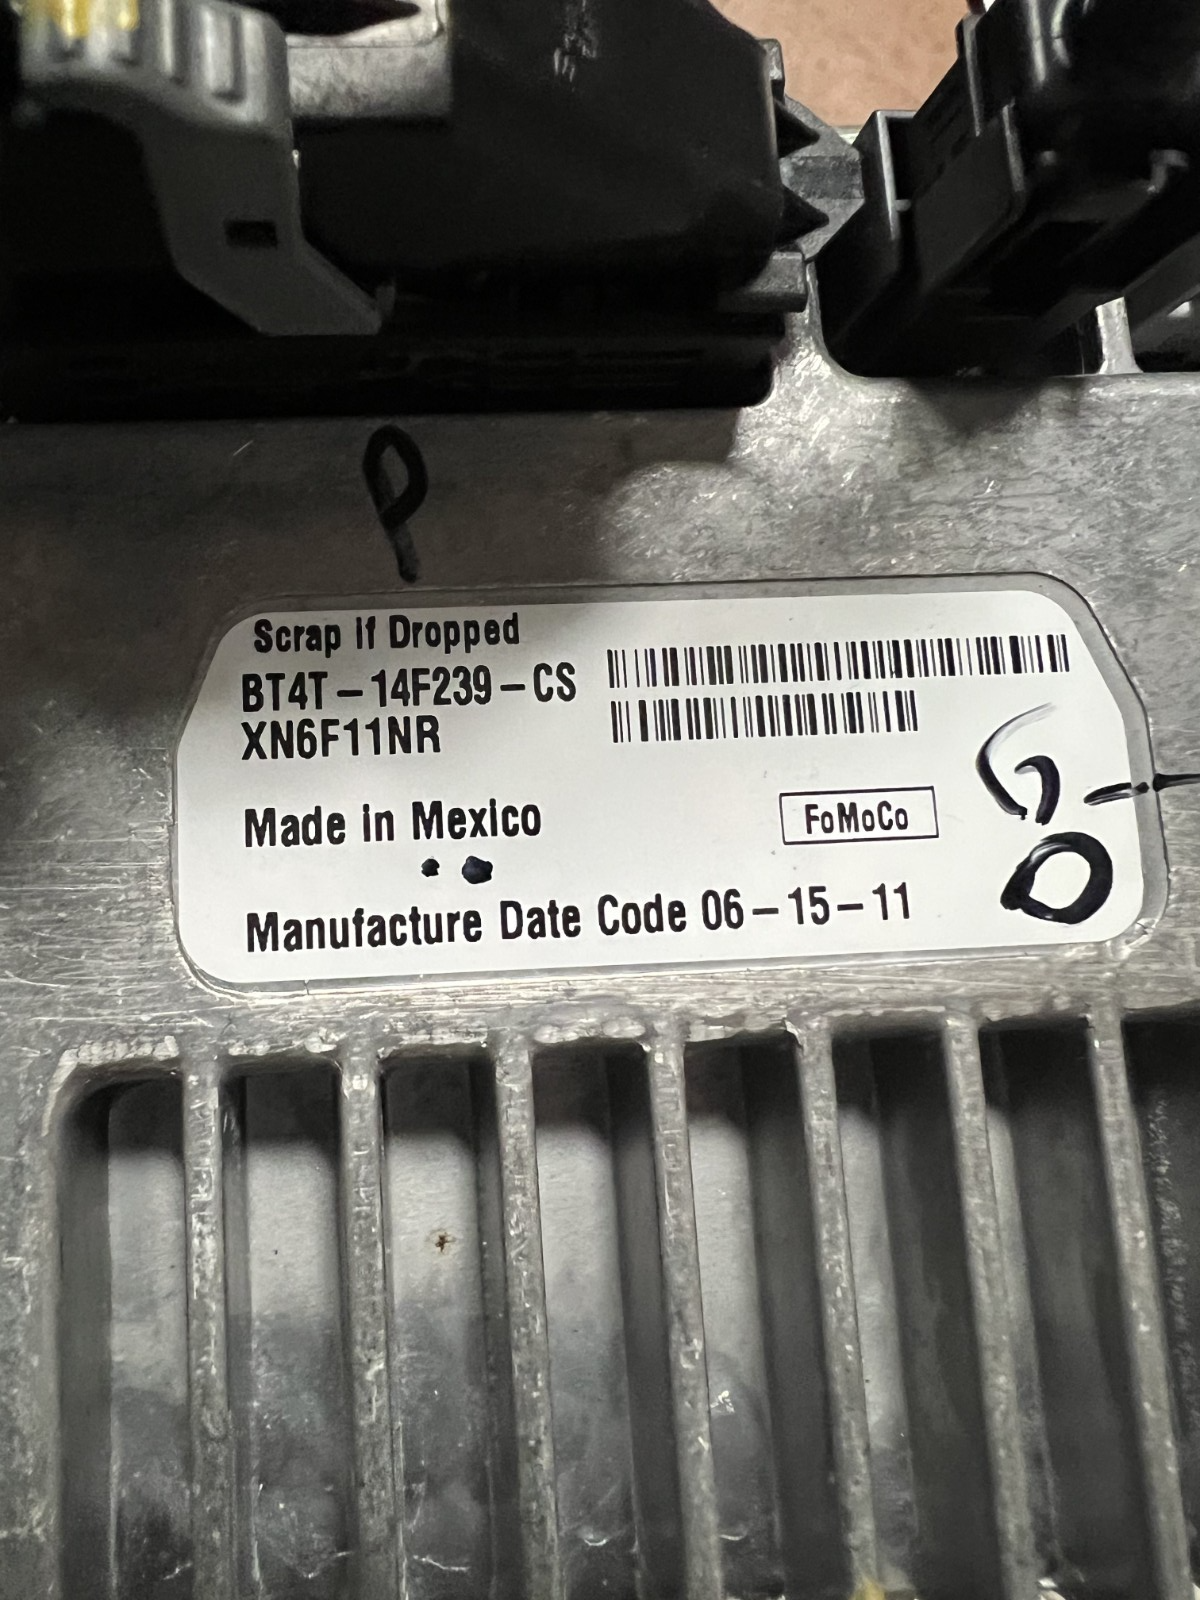 P
Scrap if Dropped
BT4T-14F239-CS
XN6F11NR
Made in Mexico
FoMoCo
Manufacture Date Code 06-15-11